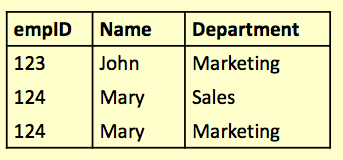 empID Name Department
123 John Marketing
124 Mary Sales
124 Mary Marketing